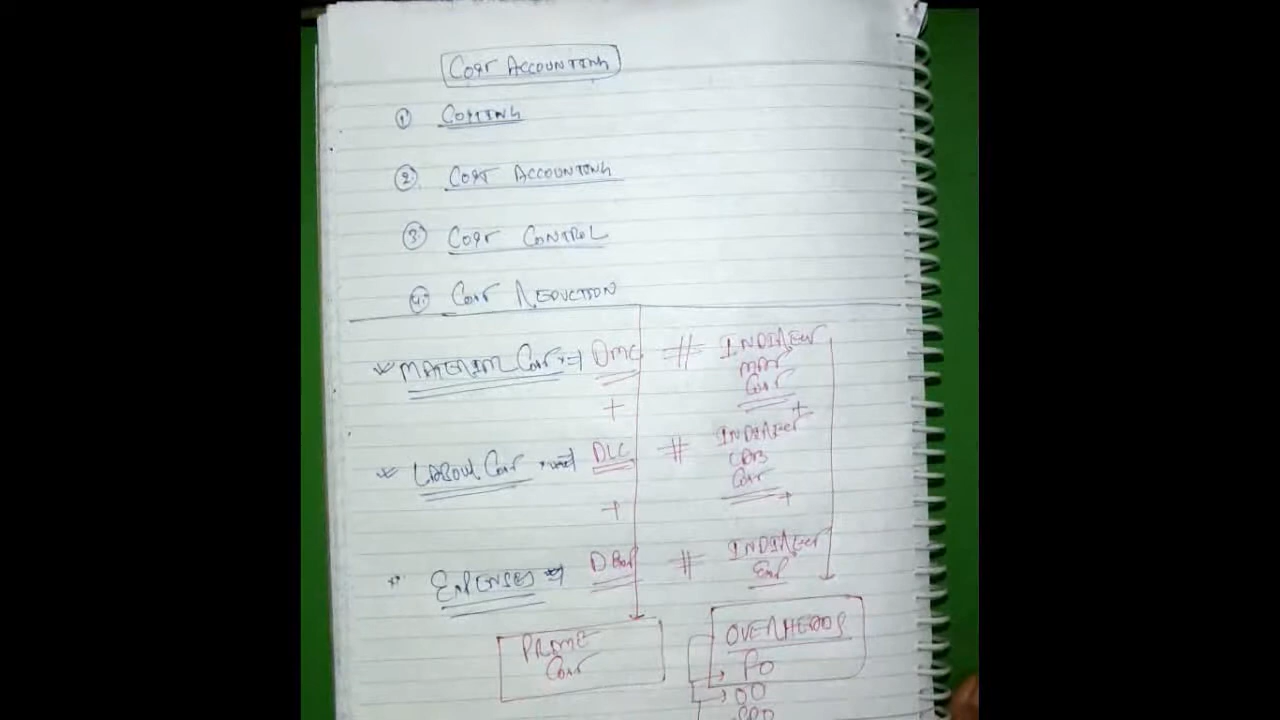 COST ACCOUNTING
① COSTING
② COST ACCOUNTING
③ COST CONTROL
④ COST REDUCTION
* MATERIAL Cost ⇒ DMC # INDIRECT
MAT
Cost
+ +
* LABOUR Cost ⇒ DLC # INDIRECT
LAB
Cost
+ +
* EXPENSES ⇒ DExp # INDIRECT
Exp
PRIME
Cost
OVERHEADS
PO
OO